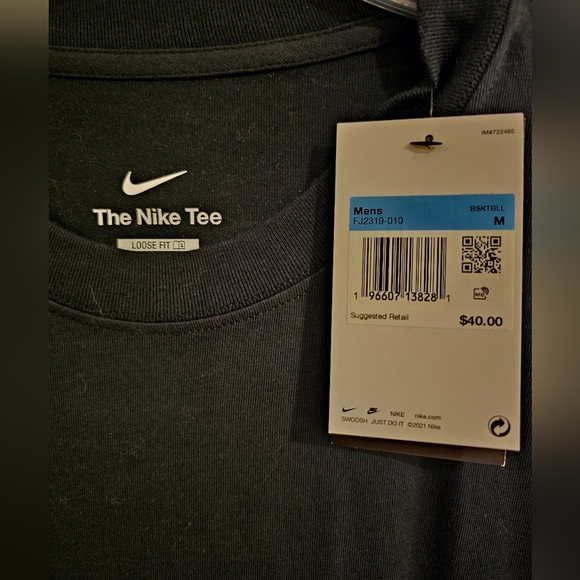 The Nike Tee
LOOSE FIT
IM#722485
Mens BSKTBLL
FJ2319-010 M
1 96607 13828 1
Suggested Retail
$40.00
NIKE nike.com
SWOOSH JUST DO IT ©2021 Nike